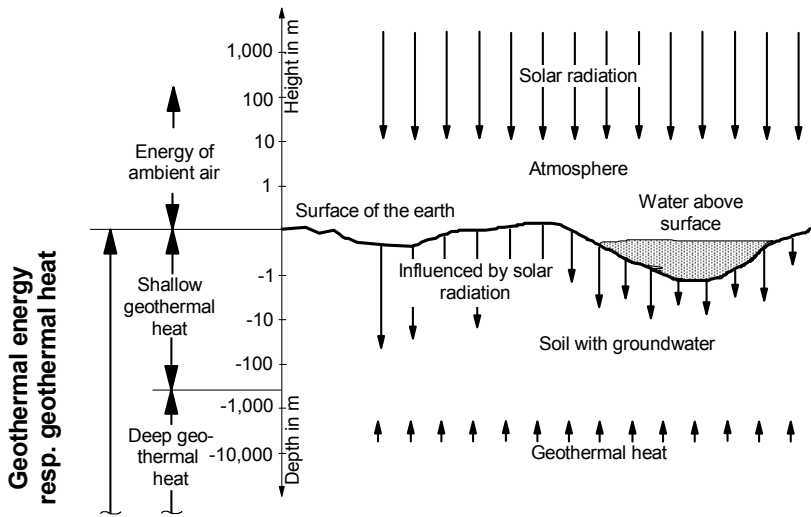 Geothermal energy
resp. geothermal heat
Energy of
ambient air
Shallow
geothermal
heat
Deep geo-
thermal
heat
Height in m
1,000
100
10
1
-1
-10
-100
-1,000
-10,000
Depth in m
Solar radiation
Atmosphere
Surface of the earth
Water above
surface
Influenced by solar
radiation
Soil with groundwater
Geothermal heat